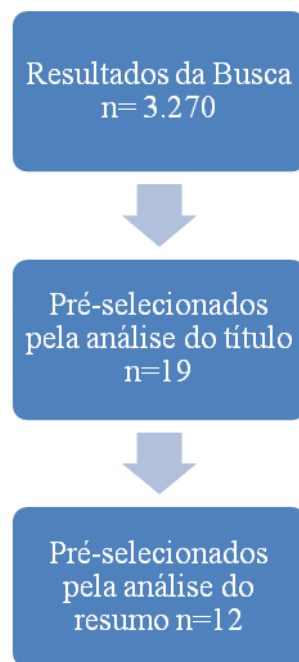 Resultados da Busca
n= 3.270
Pré-selecionados
pela análise do título
n=19
Pré-selecionados
pela análise do
resumo n=12